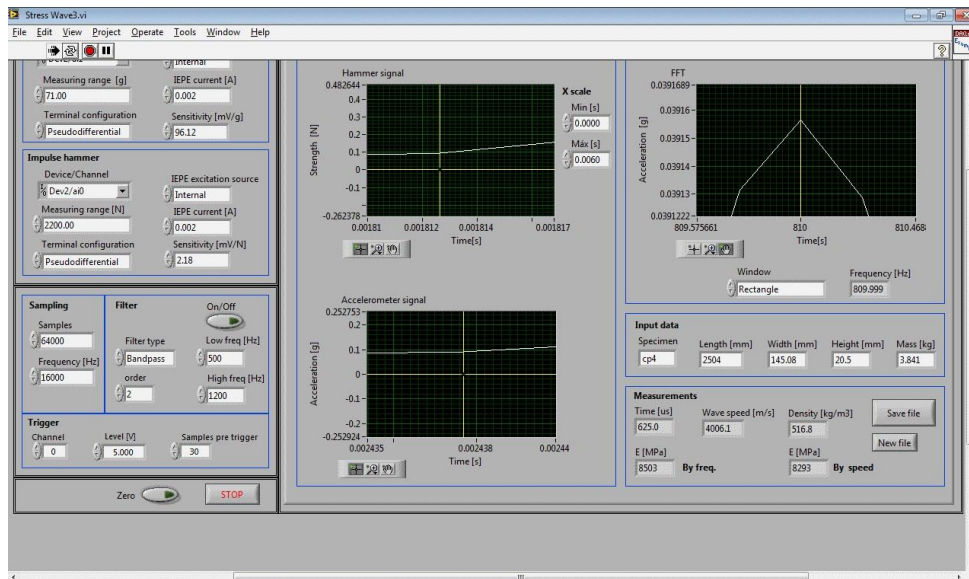 Stress Wave3.vi
File Edit View Project Operate Tools Window Help
Measuring range [g] IEPE current [A]
71.00 0.002
Terminal configuration Sensitivity [mV/g]
Pseudodifferential 96.12
Impulse hammer
Device/Channel IEPE excitation source
Dev2/ai0 Internal
Measuring range [N] IEPE current [A]
2200.00 0.002
Terminal configuration Sensitivity [mV/N]
Pseudodifferential 2.18
Sampling Filter On/Off
Samples
64000 Filter type Low freq [Hz]
Frequency [Hz] Bandpass 500
16000 order High freq [Hz]
2 1200
Trigger
Channel Level [V] Samples pre trigger
0 5.000 30
Zero STOP
Hammer signal
0.482644
0.4
0.3
0.2
0.1
0
-0.1
-0.262378
Strength [N]
0.00181 0.001812 0.001814 0.001817
Time[s]
X scale
Min [s]
0.0000
Máx [s]
0.0060
Accelerometer signal
0.252753
0.2
0.1
0
-0.1
-0.2
-0.252924
Acceleration [g]
0.002435 0.002438 0.00244
Time [s]
FFT
0.0391689
0.03916
0.03915
0.03914
0.03913
0.0391222
Acceleration [g]
809.575661 810 810.468
Time[s]
Window Frequency [Hz]
Rectangle 809.999
Input data
Specimen Length [mm] Width [mm] Height [mm] Mass [kg]
cp4 2504 145.08 20.5 3.841
Measurements
Time [us] Wave speed [m/s] Density [kg/m3] Save file
625.0 4006.1 516.8
New file
E [MPa] E [MPa]
8503 By freq. 8293 By speed